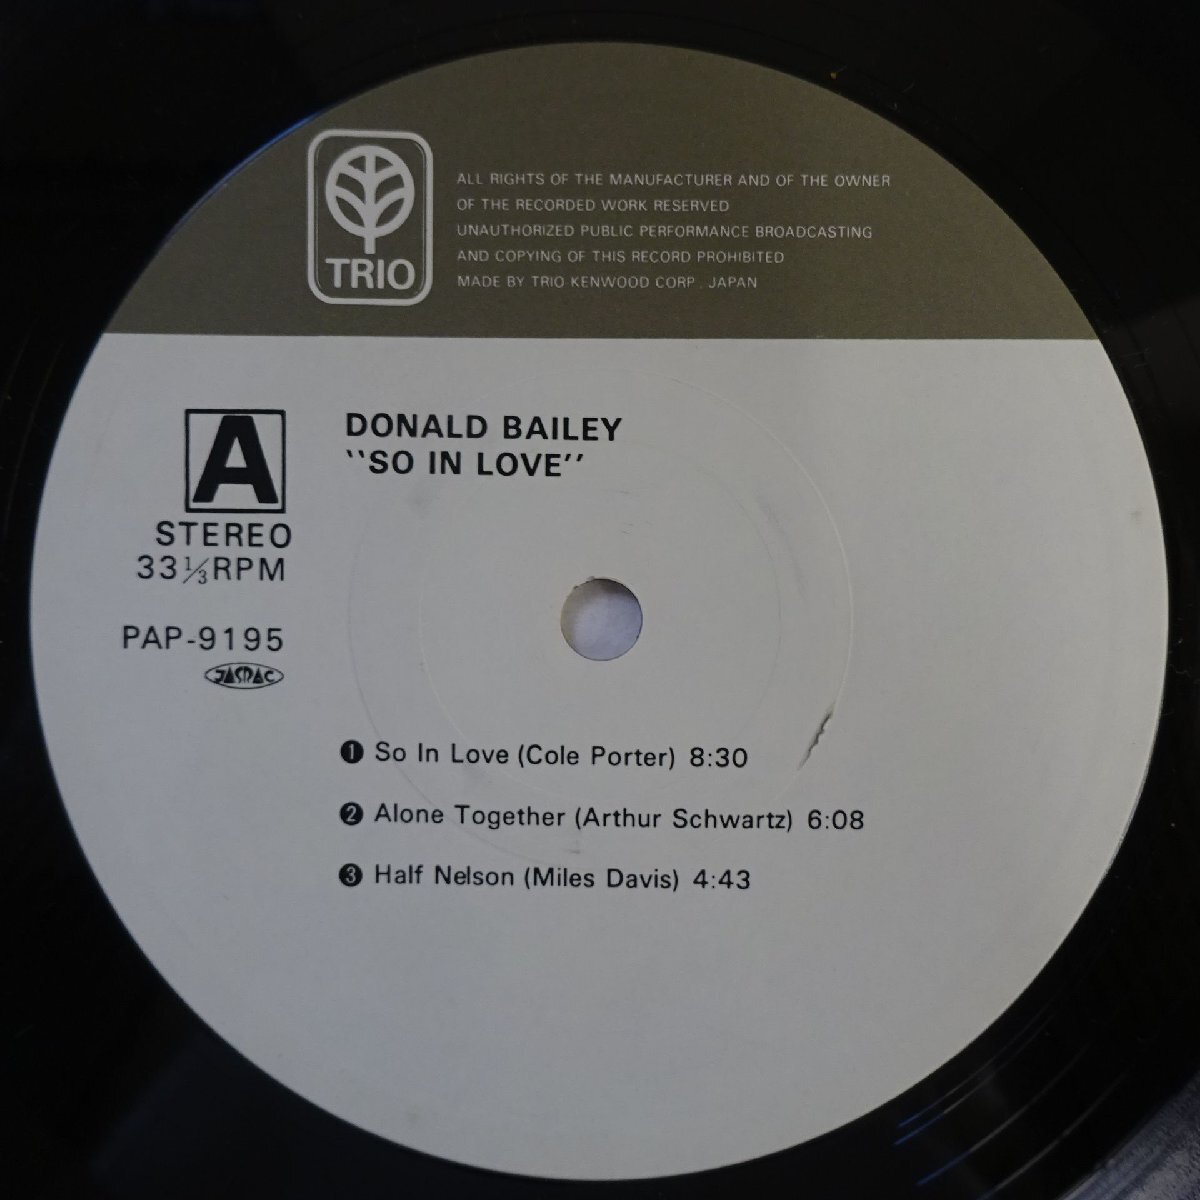 TRIO
ALL RIGHTS OF THE MANUFACTURER AND OF THE OWNER
OF THE RECORDED WORK RESERVED
UNAUTHORIZED PUBLIC PERFORMANCE BROADCASTING
AND COPYING OF THIS RECORD PROHIBITED
MADE BY TRIO KENWOOD CORP. JAPAN
A
STEREO
33⅓RPM
PAP-9195
JASRAC
DONALD BAILEY
"SO IN LOVE"
❶ So In Love (Cole Porter) 8:30
❷ Alone Together (Arthur Schwartz) 6:08
❸ Half Nelson (Miles Davis) 4:43